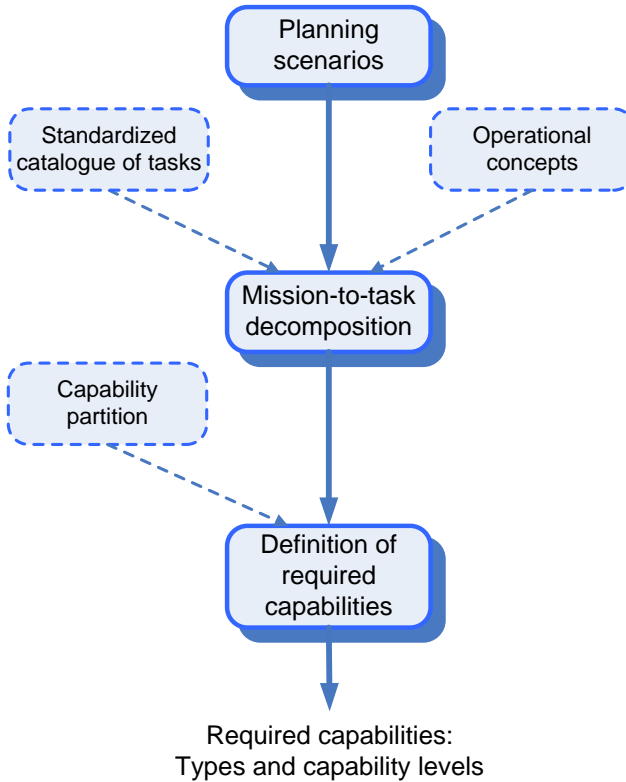 Planning
scenarios
Standardized
catalogue of tasks
Operational
concepts
Mission-to-task
decomposition
Capability
partition
Definition of
required
capabilities
Required capabilities:
Types and capability levels